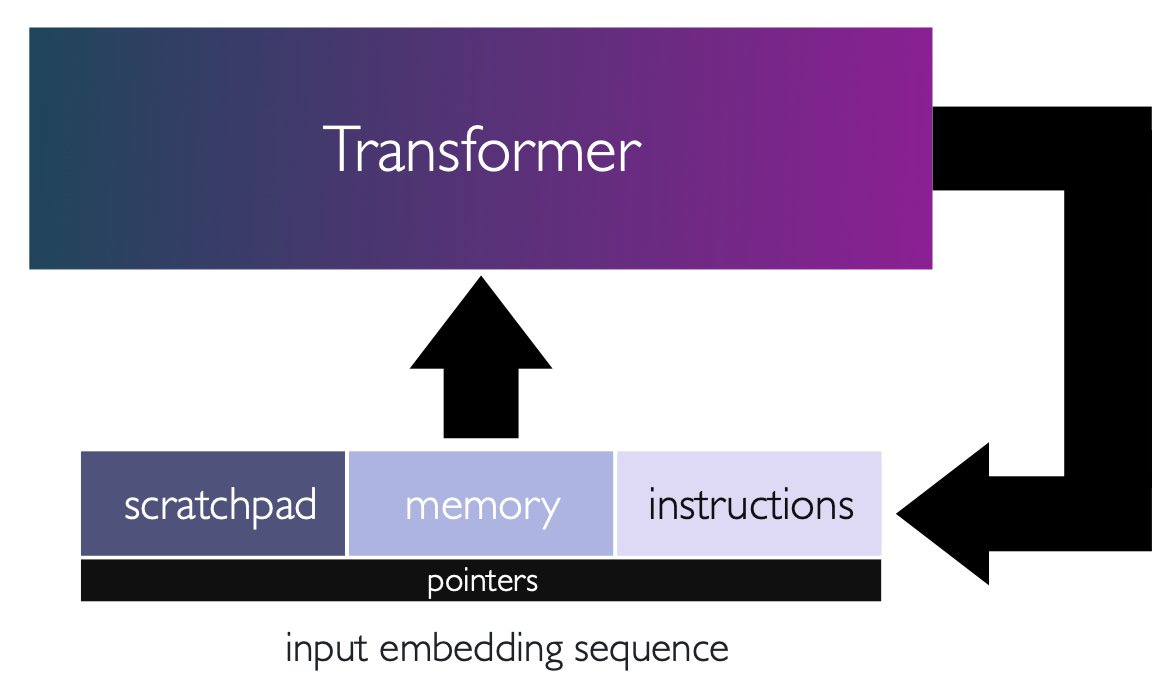 Transformer
scratchpad memory instructions
pointers
input embedding sequence